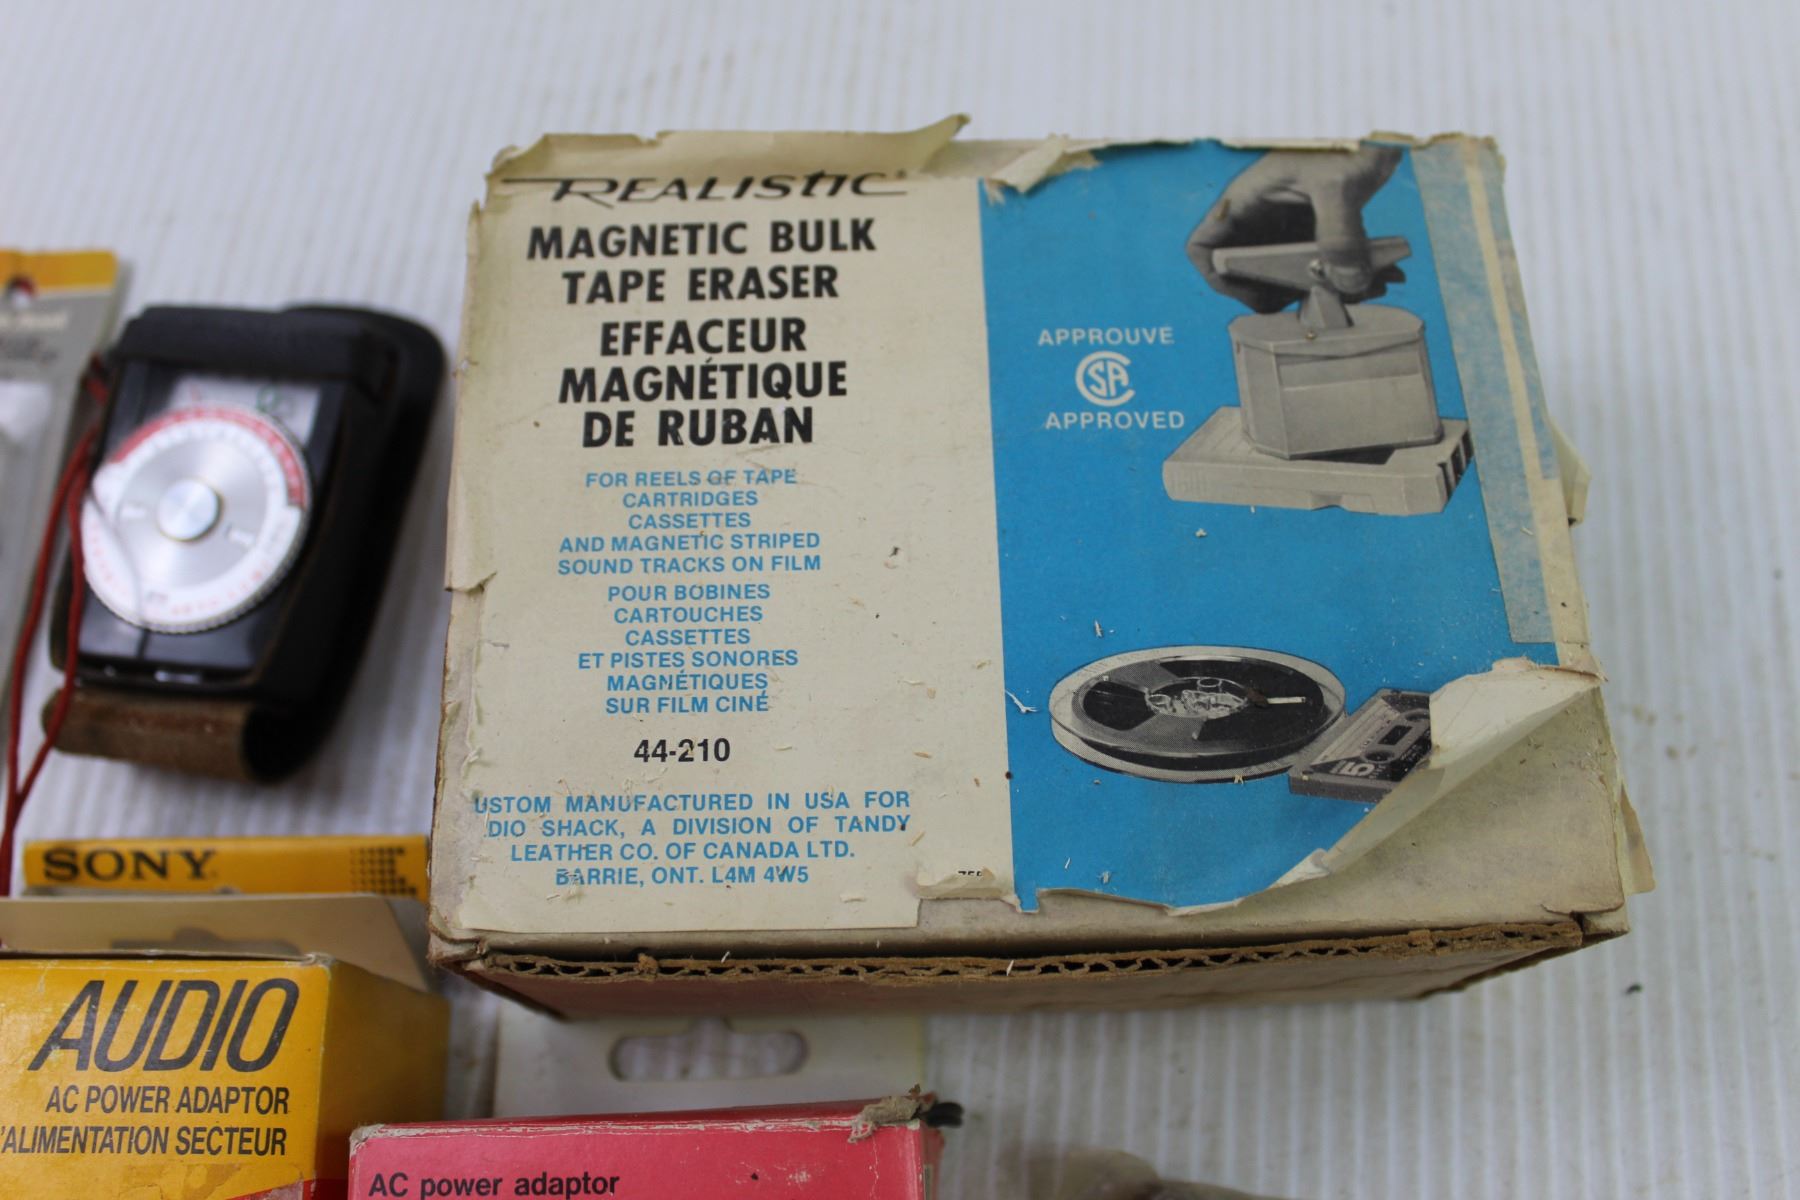 REALISTIC®
MAGNETIC BULK
TAPE ERASER
EFFACEUR
MAGNÉTIQUE
DE RUBAN
FOR REELS OF TAPE
CARTRIDGES
CASSETTES
AND MAGNETIC STRIPED
SOUND TRACKS ON FILM
POUR BOBINES
CARTOUCHES
CASSETTES
ET PISTES SONORES
MAGNÉTIQUES
SUR FILM CINÉ
44-210
USTOM MANUFACTURED IN USA FOR
DIO SHACK, A DIVISION OF TANDY
LEATHER CO. OF CANADA LTD.
BARRIE, ONT. L4M 4W5
APPROUVE
CSA
APPROVED
SONY
AUDIO
AC POWER ADAPTOR
'ALIMENTATION SECTEUR
AC power adaptor